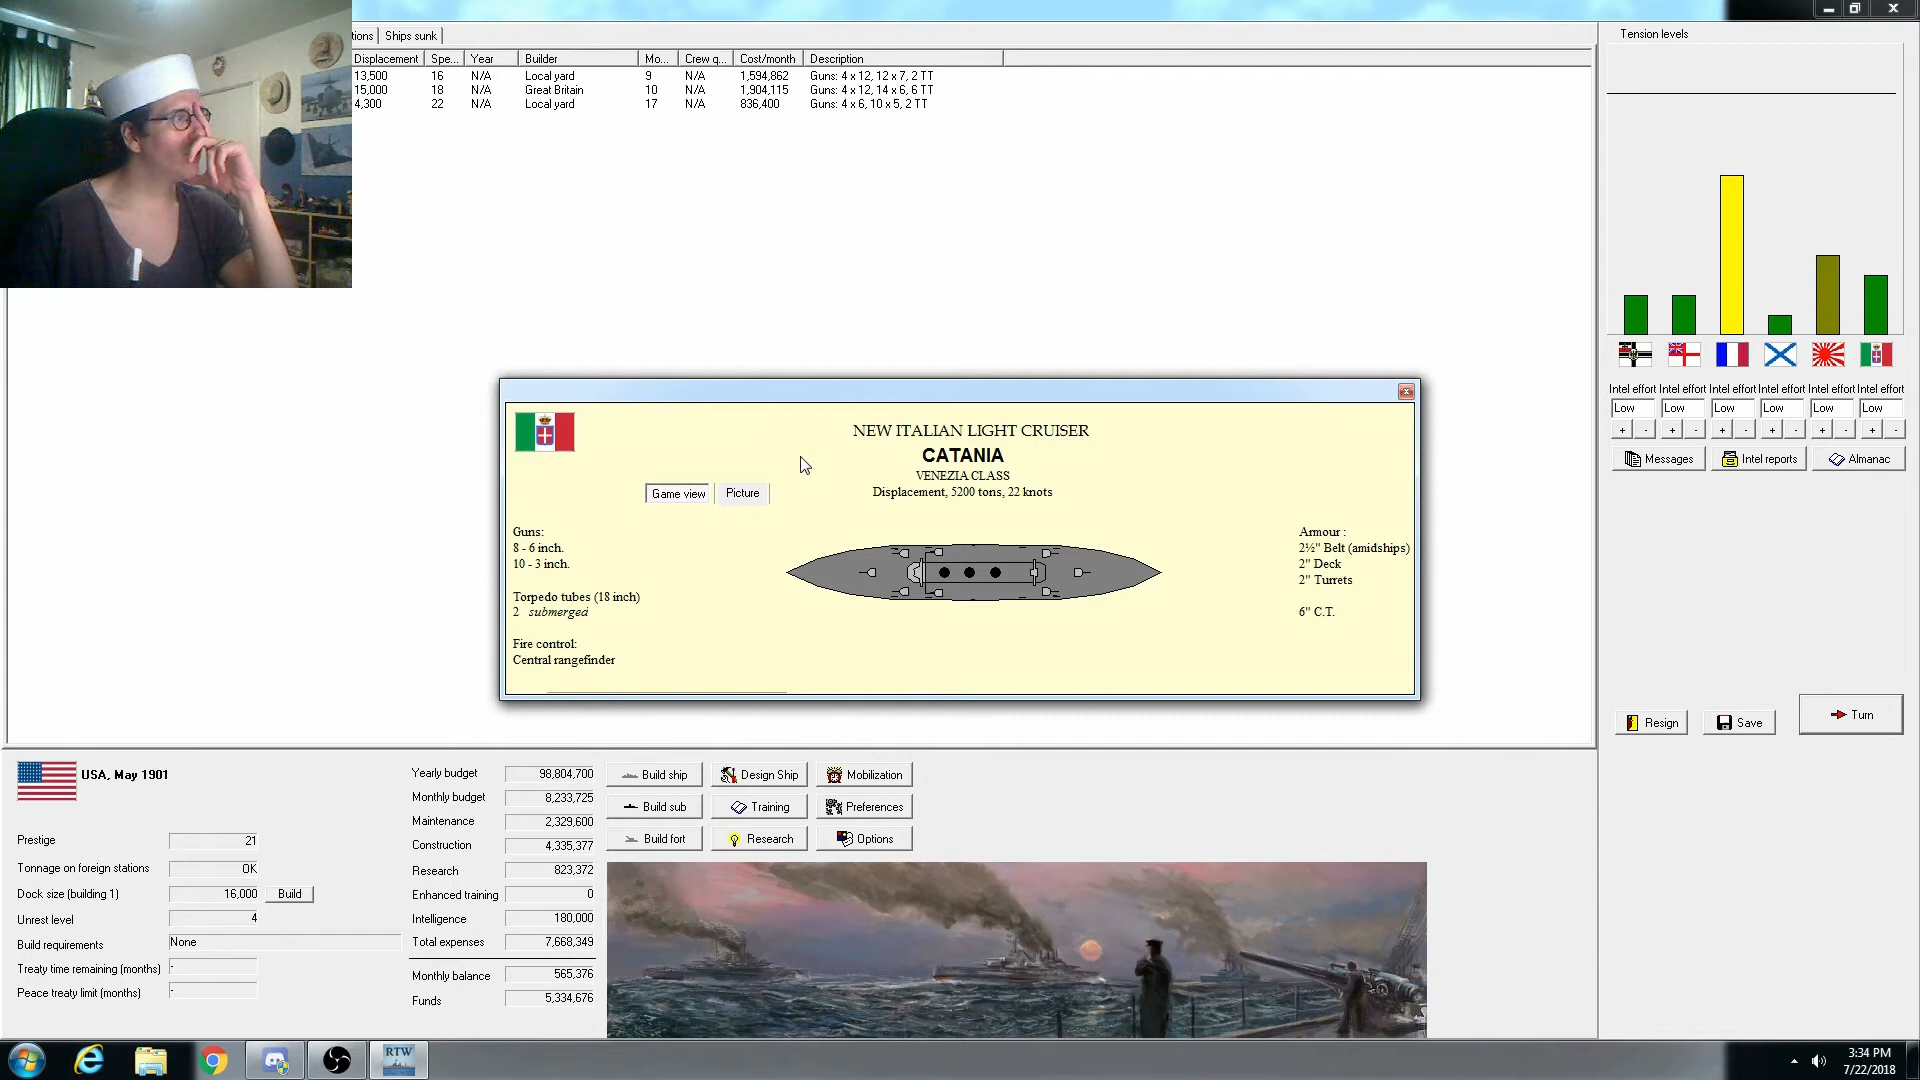 tions Ships sunk
Displacement Spe... Year Builder Mo... Crew q... Cost/month Description
13,500 16 N/A Local yard 9 N/A 1,594,862 Guns: 4 x 12, 12 x 7, 2 TT
15,000 18 N/A Great Britain 10 N/A 1,904,115 Guns: 4 x 12, 14 x 6, 6 TT
4,300 22 N/A Local yard 17 N/A 836,400 Guns: 4 x 6, 10 x 5, 2 TT
Tension levels
Intel effort Intel effort Intel effort Intel effort Intel effort Intel effort
Low Low Low Low Low Low
+ - + - + - + - + - + -
Messages Intel reports Almanac
Resign Save Turn
NEW ITALIAN LIGHT CRUISER
CATANIA
VENEZIA CLASS
Displacement, 5200 tons, 22 knots
Game view Picture
Guns:
8 - 6 inch.
10 - 3 inch.
Torpedo tubes (18 inch)
2 submerged
Fire control:
Central rangefinder
Armour :
2½" Belt (amidships)
2" Deck
2" Turrets
6" C.T.
USA, May 1901
Prestige 21
Tonnage on foreign stations OK
Dock size (building 1) 16,000 Build
Unrest level 4
Build requirements None
Treaty time remaining (months) -
Peace treaty limit (months) -
Yearly budget 98,804,700
Monthly budget 8,233,725
Maintenance 2,329,600
Construction 4,335,377
Research 823,372
Enhanced training 0
Intelligence 180,000
Total expenses 7,668,349
Monthly balance 565,376
Funds 5,334,676
Build ship Design Ship Mobilization
Build sub Training Preferences
Build fort Research Options
RTW
3:34 PM
7/22/2018